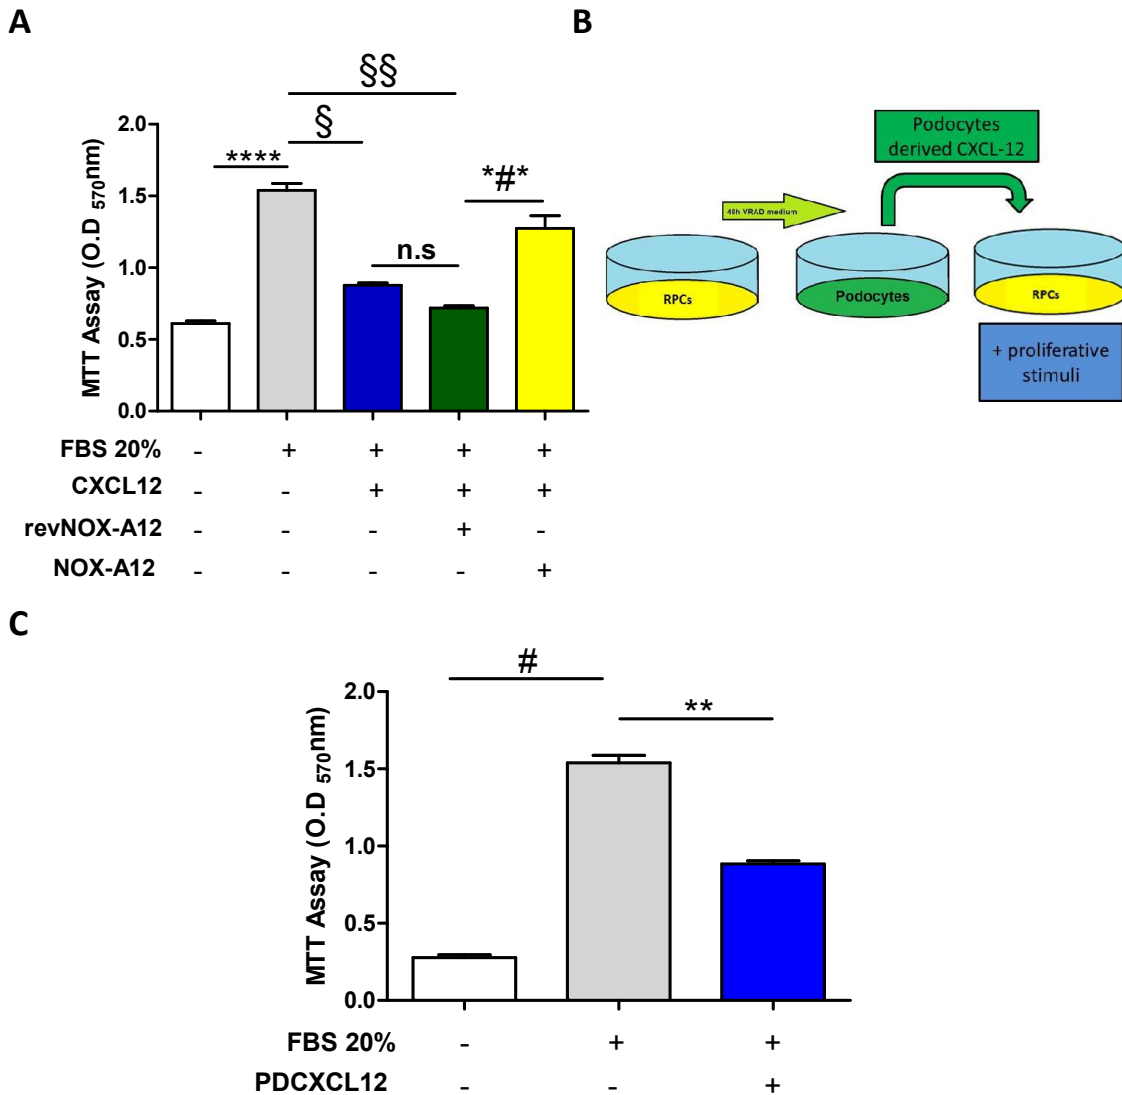 A
B
§§
§
****
*#*
n.s
2.0
1.5
1.0
0.5
0.0
MTT Assay (O.D 570nm)
FBS 20% - + + + +
CXCL12 - - + + +
revNOX-A12 - - - + -
NOX-A12 - - - - +
Podocytes
derived CXCL-12
48h VRAD medium
RPCs
Podocytes
RPCs
+ proliferative
stimuli
C
#
**
2.0
1.5
1.0
0.5
0.0
MTT Assay (O.D 570nm)
FBS 20% - + +
PDCXCL12 - - +